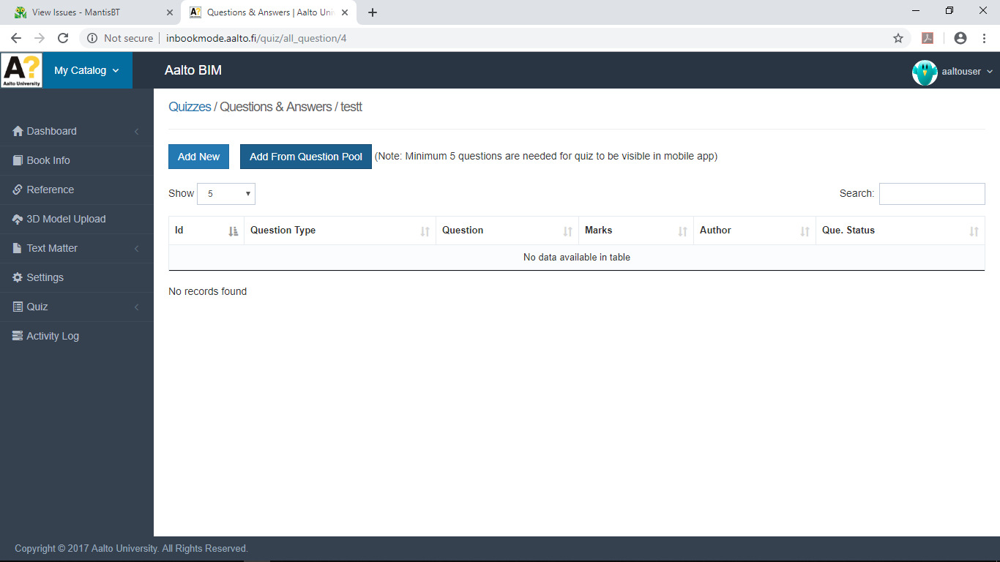 View Issues - MantisBT
Questions & Answers | Aalto Uni
Not secure
inbookmode.aalto.fi/quiz/all_question/4
A?
Aalto University
My Catalog
Aalto BIM
aaltouser
Dashboard
Book Info
Reference
3D Model Upload
Text Matter
Settings
Quiz
Activity Log
Quizzes / Questions & Answers / testt
Add New
Add From Question Pool
(Note: Minimum 5 questions are needed for quiz to be visible in mobile app)
Show 5
Search:
Id Question Type Question Marks Author Que. Status
No data available in table
No records found
Copyright © 2017 Aalto University. All Rights Reserved.